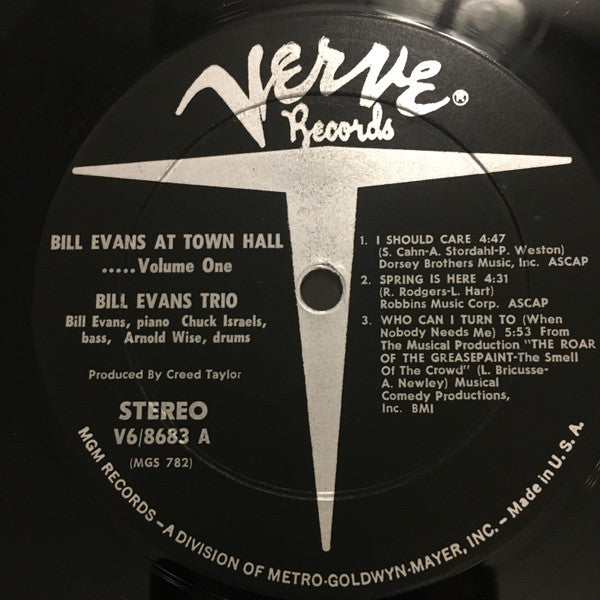 Verve®
Records
BILL EVANS AT TOWN HALL
.....Volume One
BILL EVANS TRIO
Bill Evans, piano Chuck Israels,
bass, Arnold Wise, drums
Produced By Creed Taylor
STEREO
V6/8683 A
(MGS 782)
1. I SHOULD CARE 4:47
(S. Cahn-A. Stordahl-P. Weston)
Dorsey Brothers Music, Inc. ASCAP
2. SPRING IS HERE 4:31
(R. Rodgers-L. Hart)
Robbins Music Corp. ASCAP
3. WHO CAN I TURN TO (When
Nobody Needs Me) 5:53 From
The Musical Production "THE ROAR
OF THE GREASEPAINT-The Smell
Of The Crowd" (L. Bricusse-
A. Newley) Musical
Comedy Productions,
Inc. BMI
MGM RECORDS – A DIVISION OF METRO-GOLDWYN-MAYER, INC. – Made in U. S. A.